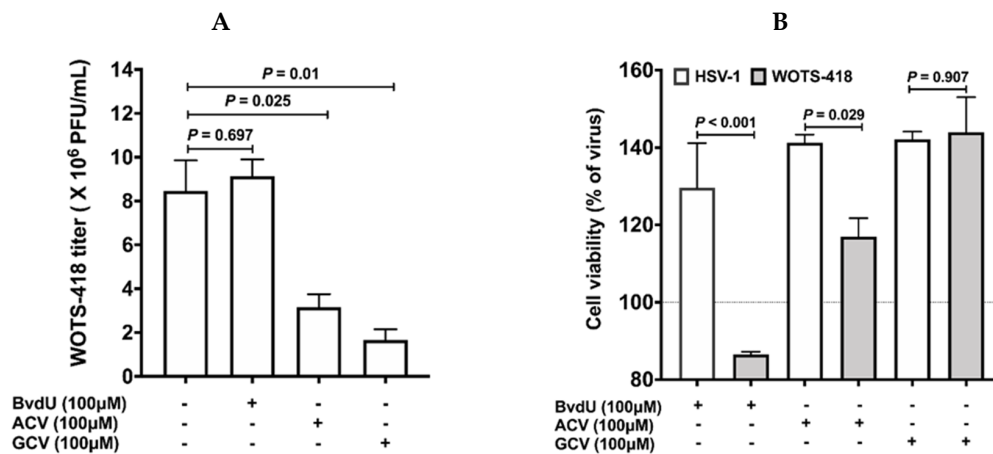 A
WOTS-418 titer ( X 10⁶ PFU/mL)
14
12
10
8
6
4
2
0
P = 0.01
P = 0.025
P = 0.697
BvdU (100µM) - + - -
ACV (100µM) - - + -
GCV (100µM) - - - +
B
Cell viability (% of virus)
160
140
120
100
80
HSV-1 WOTS-418
P < 0.001
P = 0.029
P = 0.907
BvdU (100µM) + + - - - -
ACV (100µM) - - + + - -
GCV (100µM) - - - - + +